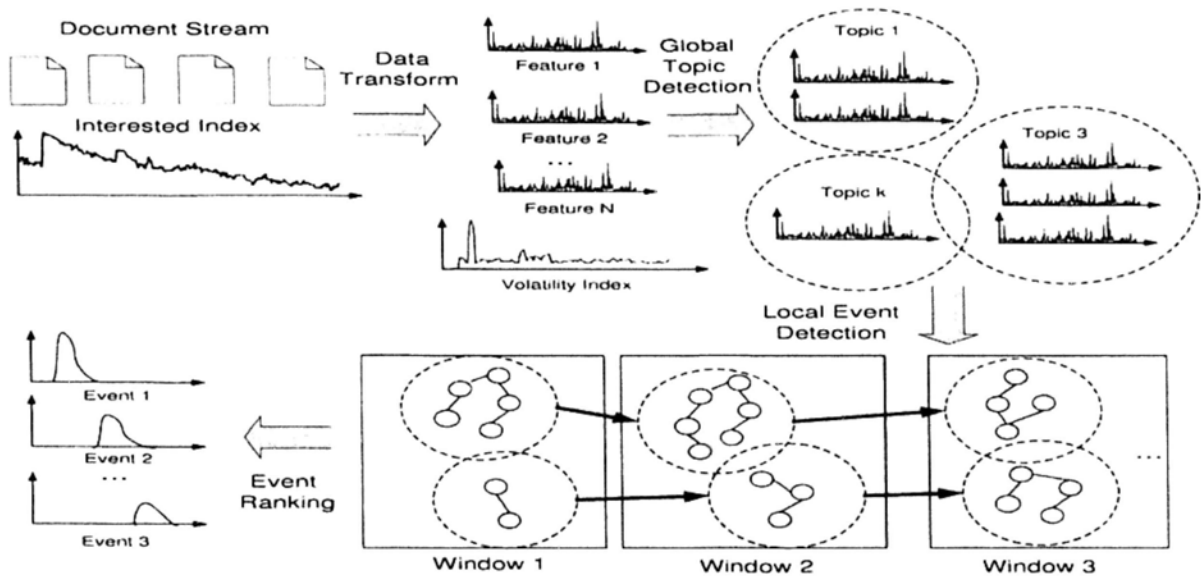 Document Stream
Interested Index
Data
Transform
Feature 1
Feature 2
...
Feature N
Volatility Index
Global
Topic
Detection
Topic 1
Topic 3
Topic k
Local Event
Detection
Event 1
Event 2
...
Event 3
Event
Ranking
...
Window 1
Window 2
Window 3